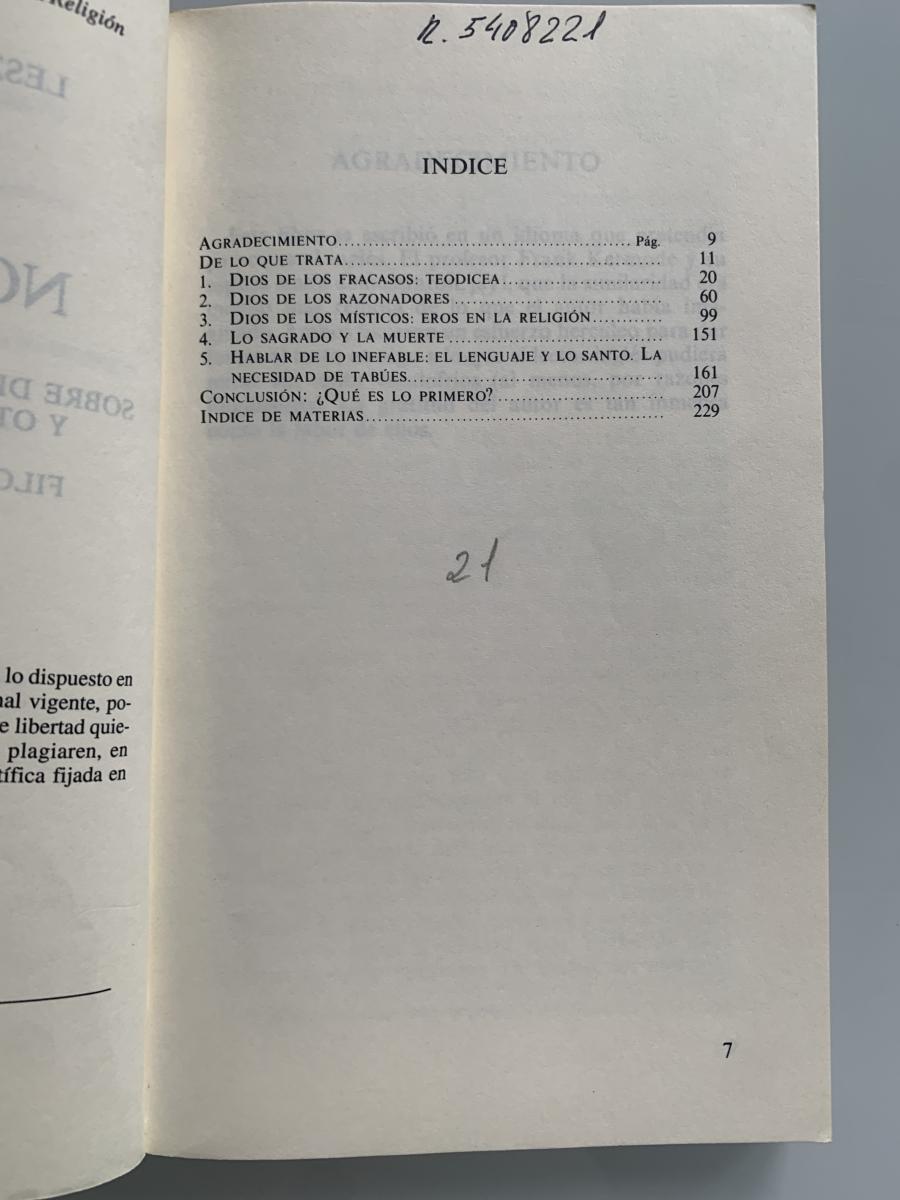 Religión
lo dispuesto en
nal vigente, po-
e libertad quie-
plagiaren, en
tífica fijada en
R. 5408221
INDICE
AGRADECIMIENTO.................................................. Pág. 9
DE LO QUE TRATA...................................................... 11
1. DIOS DE LOS FRACASOS: TEODICEA........................... 20
2. DIOS DE LOS RAZONADORES................................... 60
3. DIOS DE LOS MÍSTICOS: EROS EN LA RELIGIÓN............ 99
4. LO SAGRADO Y LA MUERTE..................................... 151
5. HABLAR DE LO INEFABLE: EL LENGUAJE Y LO SANTO. LA
NECESIDAD DE TABÚES........................................... 161
CONCLUSIÓN: ¿QUÉ ES LO PRIMERO?............................ 207
INDICE DE MATERIAS.................................................. 229
21
7